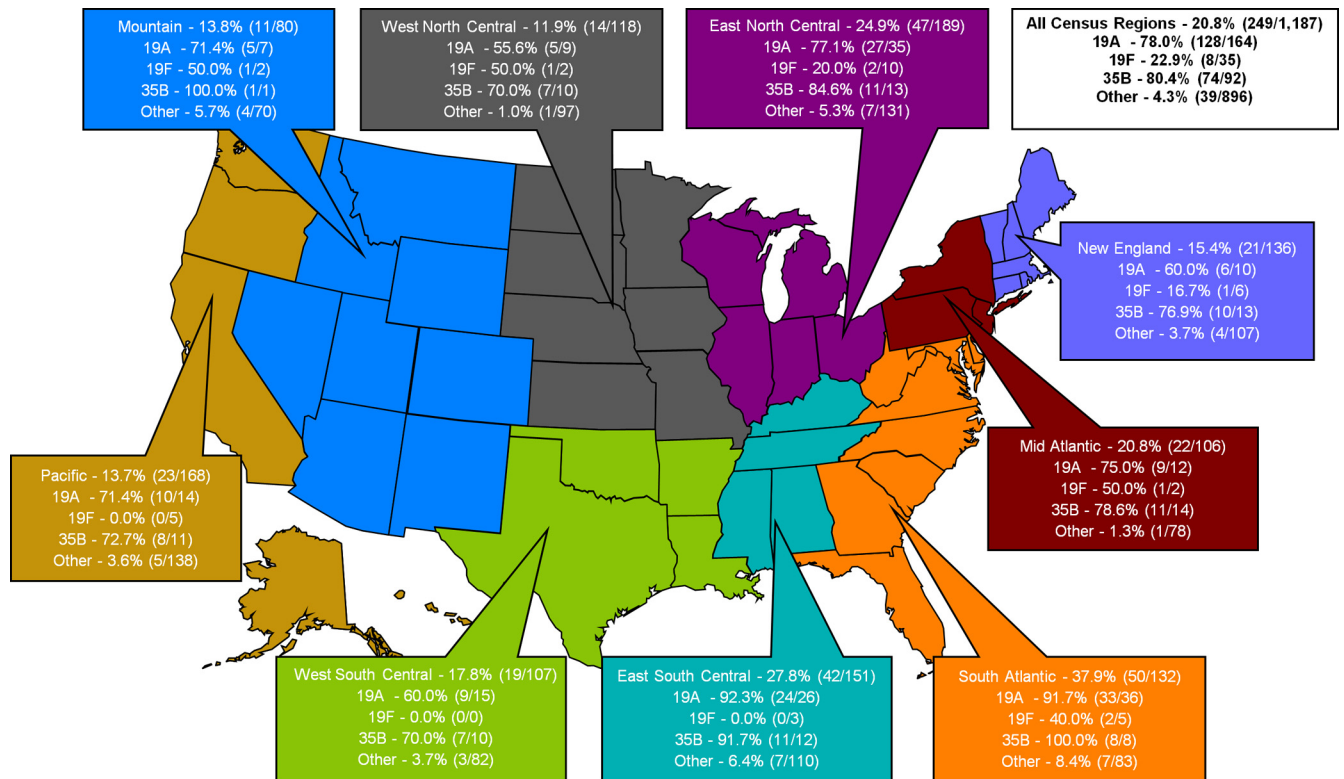 Mountain - 13.8% (11/80)
19A - 71.4% (5/7)
19F - 50.0% (1/2)
35B - 100.0% (1/1)
Other - 5.7% (4/70)
West North Central - 11.9% (14/118)
19A - 55.6% (5/9)
19F - 50.0% (1/2)
35B - 70.0% (7/10)
Other - 1.0% (1/97)
East North Central - 24.9% (47/189)
19A - 77.1% (27/35)
19F - 20.0% (2/10)
35B - 84.6% (11/13)
Other - 5.3% (7/131)
All Census Regions - 20.8% (249/1,187)
19A - 78.0% (128/164)
19F - 22.9% (8/35)
35B - 80.4% (74/92)
Other - 4.3% (39/896)
New England - 15.4% (21/136)
19A - 60.0% (6/10)
19F - 16.7% (1/6)
35B - 76.9% (10/13)
Other - 3.7% (4/107)
Mid Atlantic - 20.8% (22/106)
19A - 75.0% (9/12)
19F - 50.0% (1/2)
35B - 78.6% (11/14)
Other - 1.3% (1/78)
Pacific - 13.7% (23/168)
19A - 71.4% (10/14)
19F - 0.0% (0/5)
35B - 72.7% (8/11)
Other - 3.6% (5/138)
West South Central - 17.8% (19/107)
19A - 60.0% (9/15)
19F - 0.0% (0/0)
35B - 70.0% (7/10)
Other - 3.7% (3/82)
East South Central - 27.8% (42/151)
19A - 92.3% (24/26)
19F - 0.0% (0/3)
35B - 91.7% (11/12)
Other - 6.4% (7/110)
South Atlantic - 37.9% (50/132)
19A - 91.7% (33/36)
19F - 40.0% (2/5)
35B - 100.0% (8/8)
Other - 8.4% (7/83)